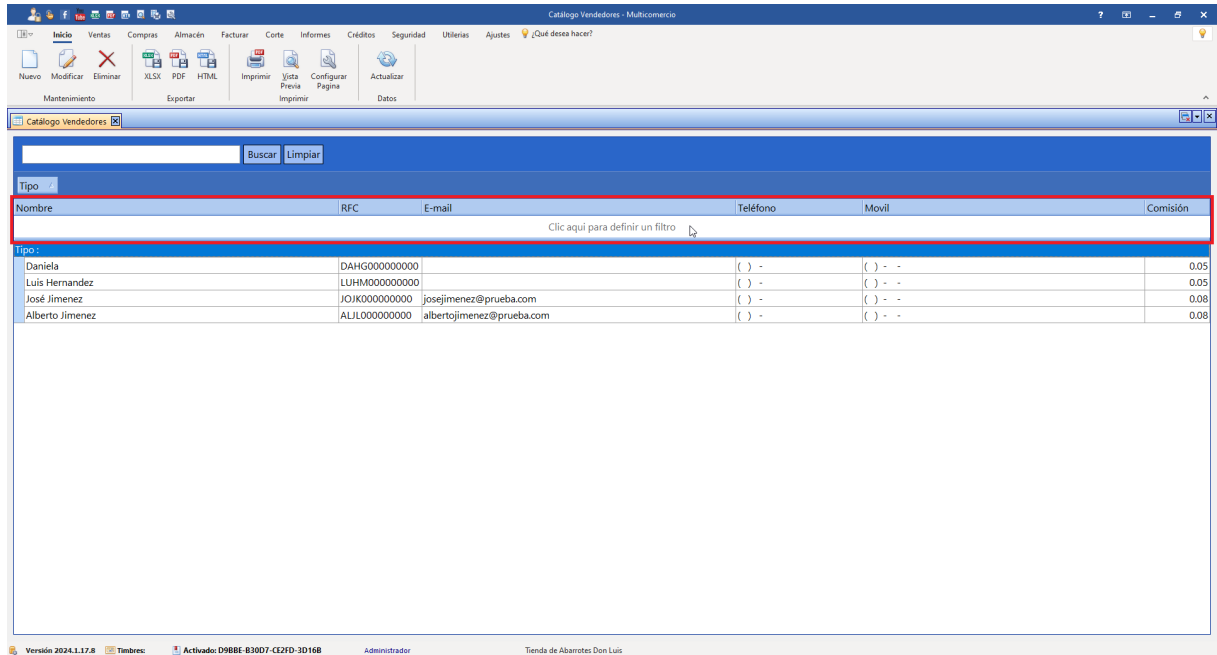 Catálogo Vendedores - Multicomercio
Inicio Ventas Compras Almacén Facturar Corte Informes Créditos Seguridad Utilerias Ajustes ¿Qué desea hacer?
Nuevo Modificar Eliminar XLSX PDF HTML Imprimir Vista Previa Configurar Pagina Actualizar
Mantenimiento Exportar Imprimir Datos
Catálogo Vendedores
Buscar Limpiar
Tipo
Nombre RFC E-mail Teléfono Movil Comisión
Clic aqui para definir un filtro
Tipo :
Daniela DAHG000000000 ( ) - ( ) - - 0.05
Luis Hernandez LUHM000000000 ( ) - ( ) - - 0.05
José Jimenez JOJK000000000 josejimenez@prueba.com ( ) - ( ) - - 0.08
Alberto Jimenez ALJL000000000 albertojimenez@prueba.com ( ) - ( ) - - 0.08
Versión 2024.1.17.8 Timbres: Activado: D9BBE-B30D7-CE2FD-3D16B Administrador Tienda de Abarrotes Don Luis